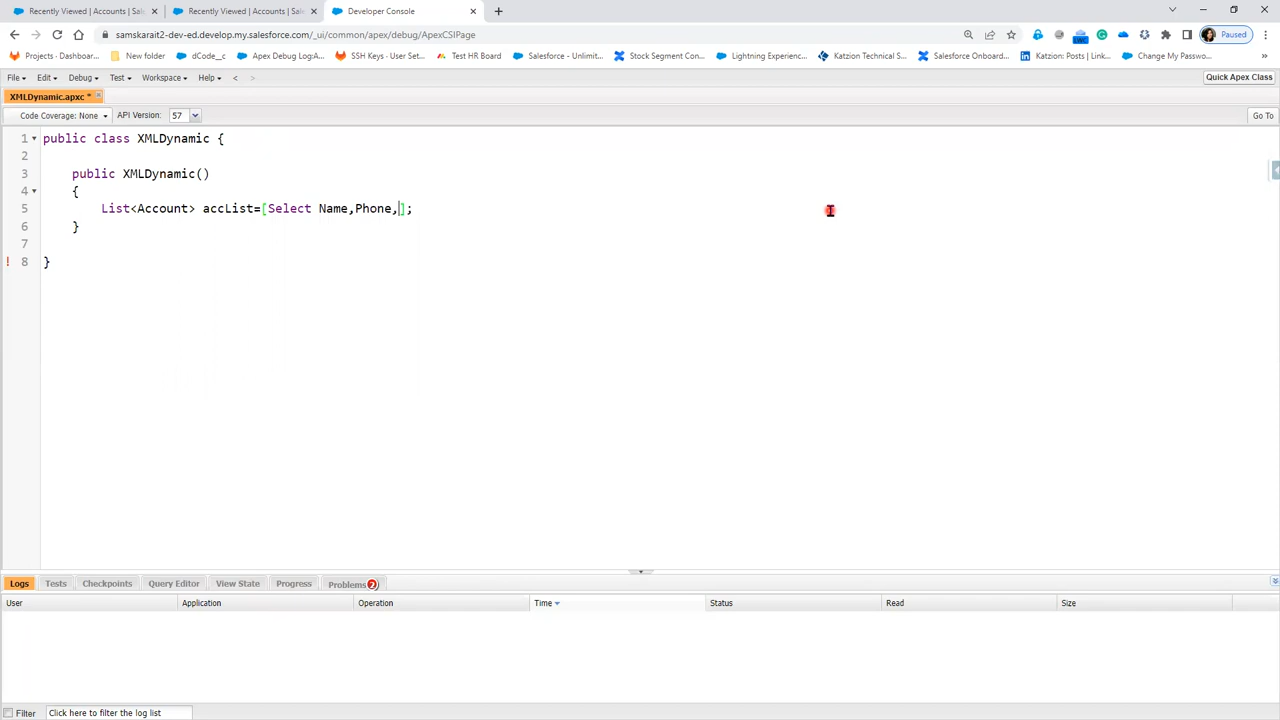 Recently Viewed | Accounts | Sal
Recently Viewed | Accounts | Sal
Developer Console
samskarait2-dev-ed.develop.my.salesforce.com/_ui/common/apex/debug/ApexCSIPage
Paused
Projects - Dashboar...
New folder
dCode__c
Apex Debug Log:A...
SSH Keys · User Set...
Test HR Board
Salesforce - Unlimit...
Stock Segment Con...
Lightning Experienc...
Katzion Technical S...
Salesforce Onboard...
Katzion: Posts | Link...
Change My Passwo...
»
File
Edit
Debug
Test
Workspace
Help
<
>
Quick Apex Class
XMLDynamic.apxc *
Code Coverage: None
API Version:
57
Go To
1 public class XMLDynamic {
2
3 public XMLDynamic()
4 {
5 List<Account> accList=[Select Name,Phone,];
6 }
7
! 8 }
Logs
Tests
Checkpoints
Query Editor
View State
Progress
Problems 2
User
Application
Operation
Time
Status
Read
Size
Filter
Click here to filter the log list